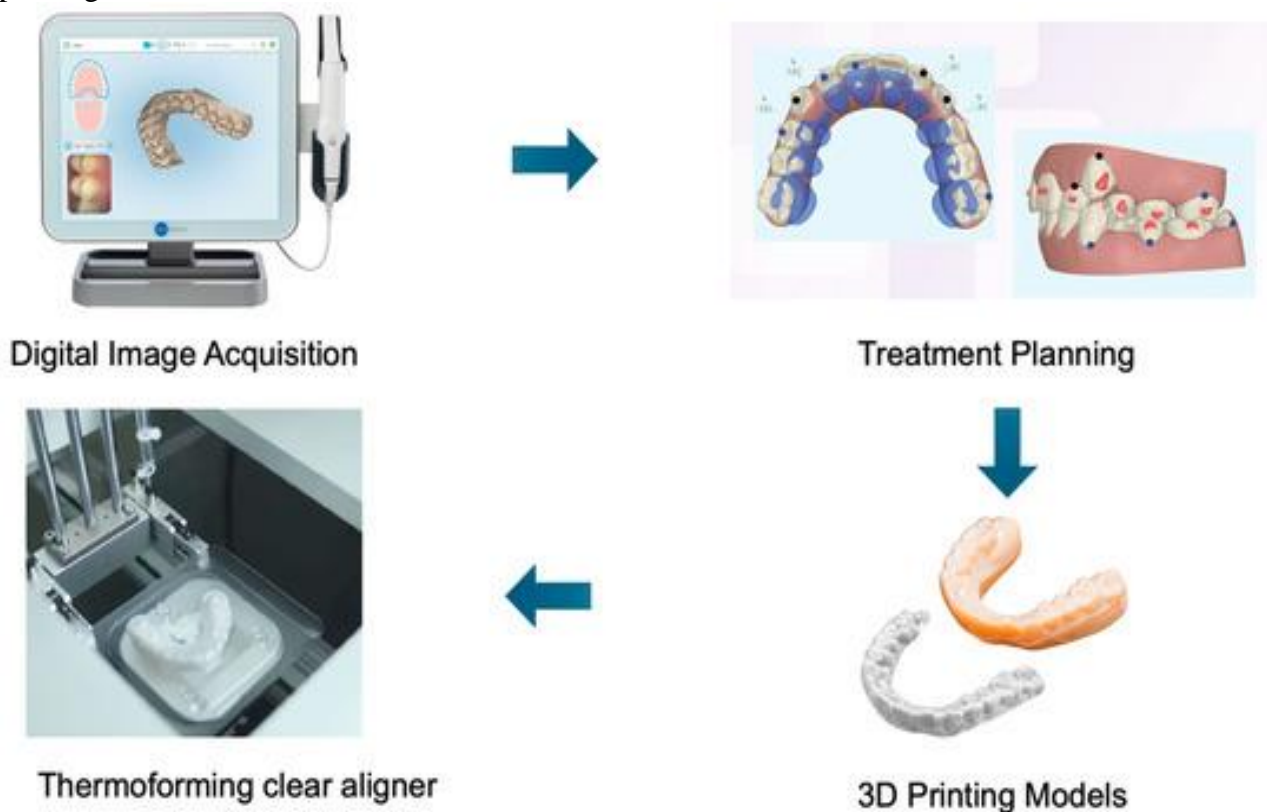 Digital Image Acquisition
Treatment Planning
Thermoforming clear aligner
3D Printing Models